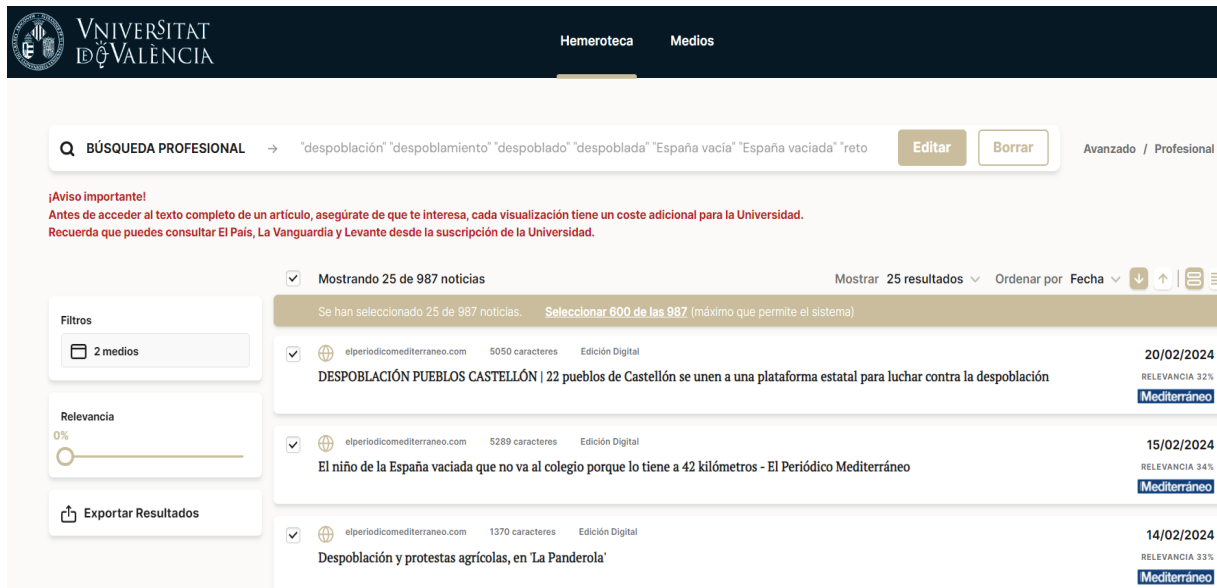 VNIVERSITAT
Hemeroteca Medios
BÚSQUEDA PROFESIONAL → "despoblación" "despoblamiento" "despoblado" "despoblada" "España vacía" "España vaciada" "reto Editar Borrar Avanzado / Profesional
¡Aviso importante!
Antes de acceder al texto completo de un artículo, asegúrate de que te interesa, cada visualización tiene un coste adicional para la Universidad.
Recuerda que puedes consultar El País, La Vanguardia y Levante desde la suscripción de la Universidad.
Mostrando 25 de 987 noticias Mostrar 25 resultados Ordenar por Fecha
Se han seleccionado 25 de 987 noticias. Seleccionar 600 de las 987 (máximo que permite el sistema)
Filtros
2 medios
Relevancia
0%
Exportar Resultados
elperiodicomediterraneo.com 5050 caracteres Edición Digital
DESPOBLACIÓN PUEBLOS CASTELLÓN | 22 pueblos de Castellón se unen a una plataforma estatal para luchar contra la despoblación
20/02/2024
RELEVANCIA 32%
Mediterráneo
elperiodicomediterraneo.com 5289 caracteres Edición Digital
El niño de la España vaciada que no va al colegio porque lo tiene a 42 kilómetros - El Periódico Mediterráneo
15/02/2024
RELEVANCIA 34%
Mediterráneo
elperiodicomediterraneo.com 1370 caracteres Edición Digital
Despoblación y protestas agrícolas, en 'La Panderola'
14/02/2024
RELEVANCIA 33%
Mediterráneo